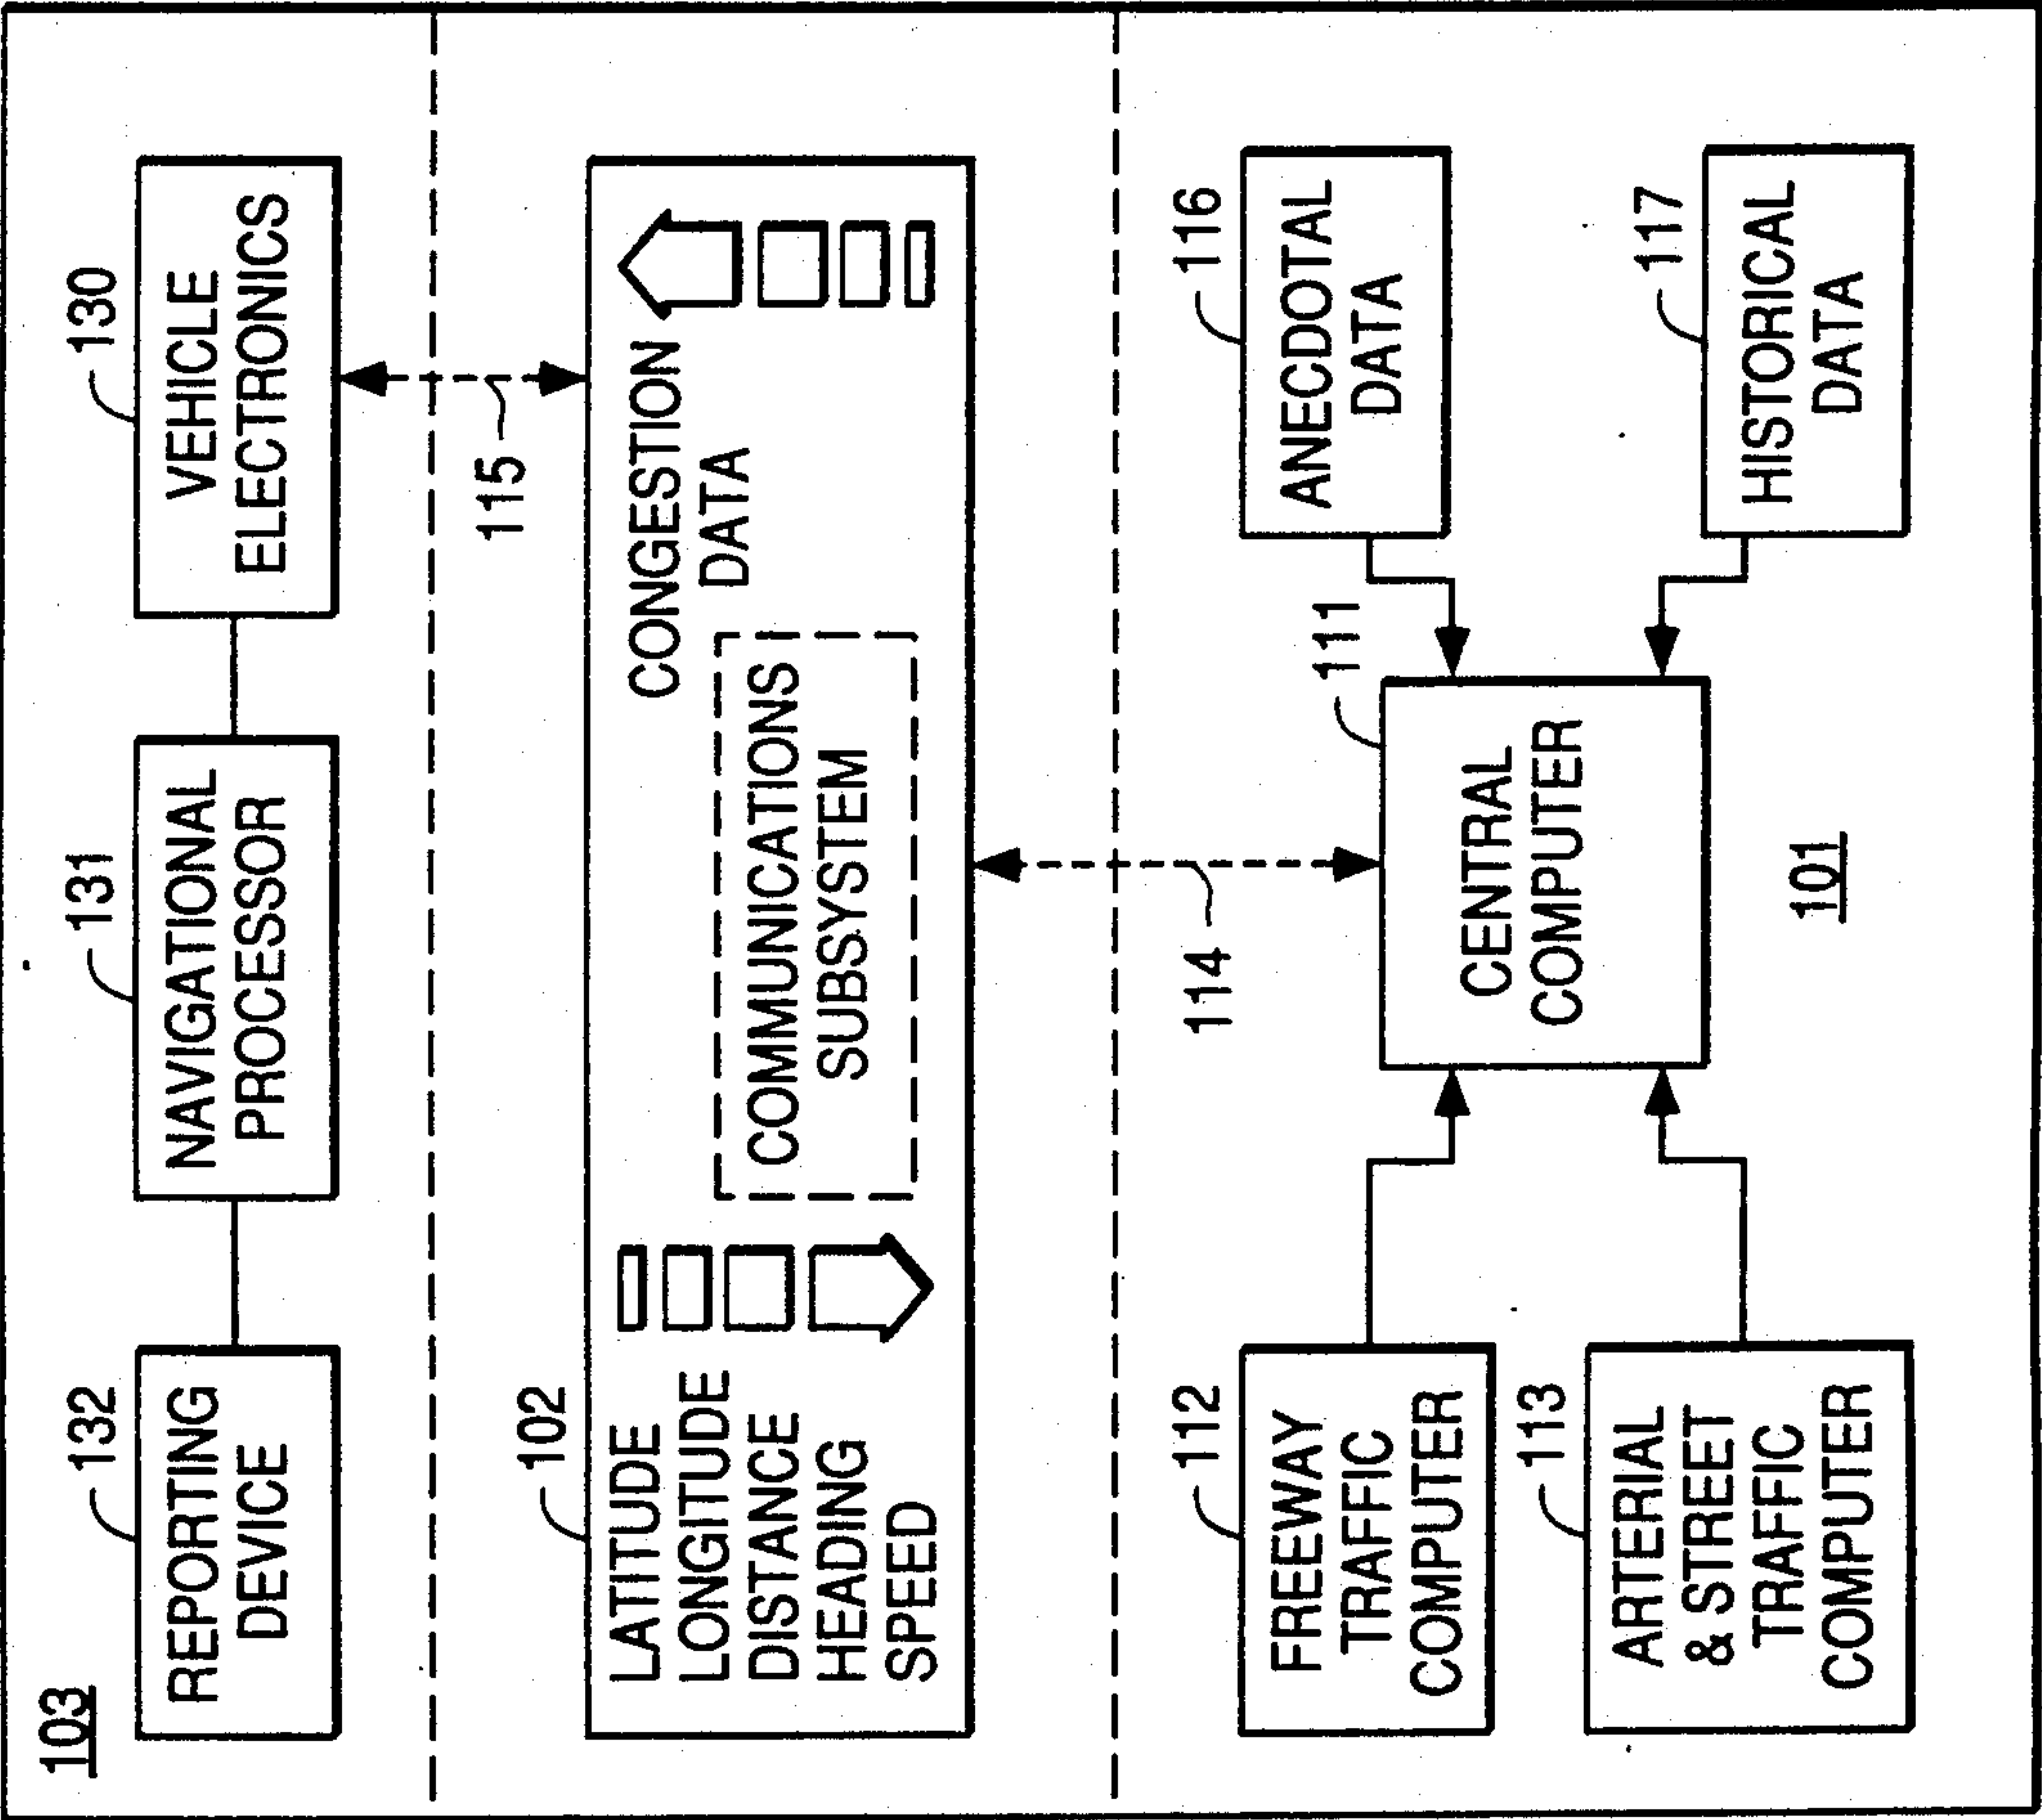 103
132
REPORTING
DEVICE
131
NAVIGATIONAL
PROCESSOR
130
VEHICLE
ELECTRONICS
115
102
LATITUDE
LONGITUDE
DISTANCE
HEADING
SPEED
COMMUNICATIONS
SUBSYSTEM
CONGESTION
DATA
114
112
FREEWAY
TRAFFIC
COMPUTER
113
ARTERIAL
& STREET
TRAFFIC
COMPUTER
111
CENTRAL
COMPUTER
101
116
ANECDOTAL
DATA
117
HISTORICAL
DATA